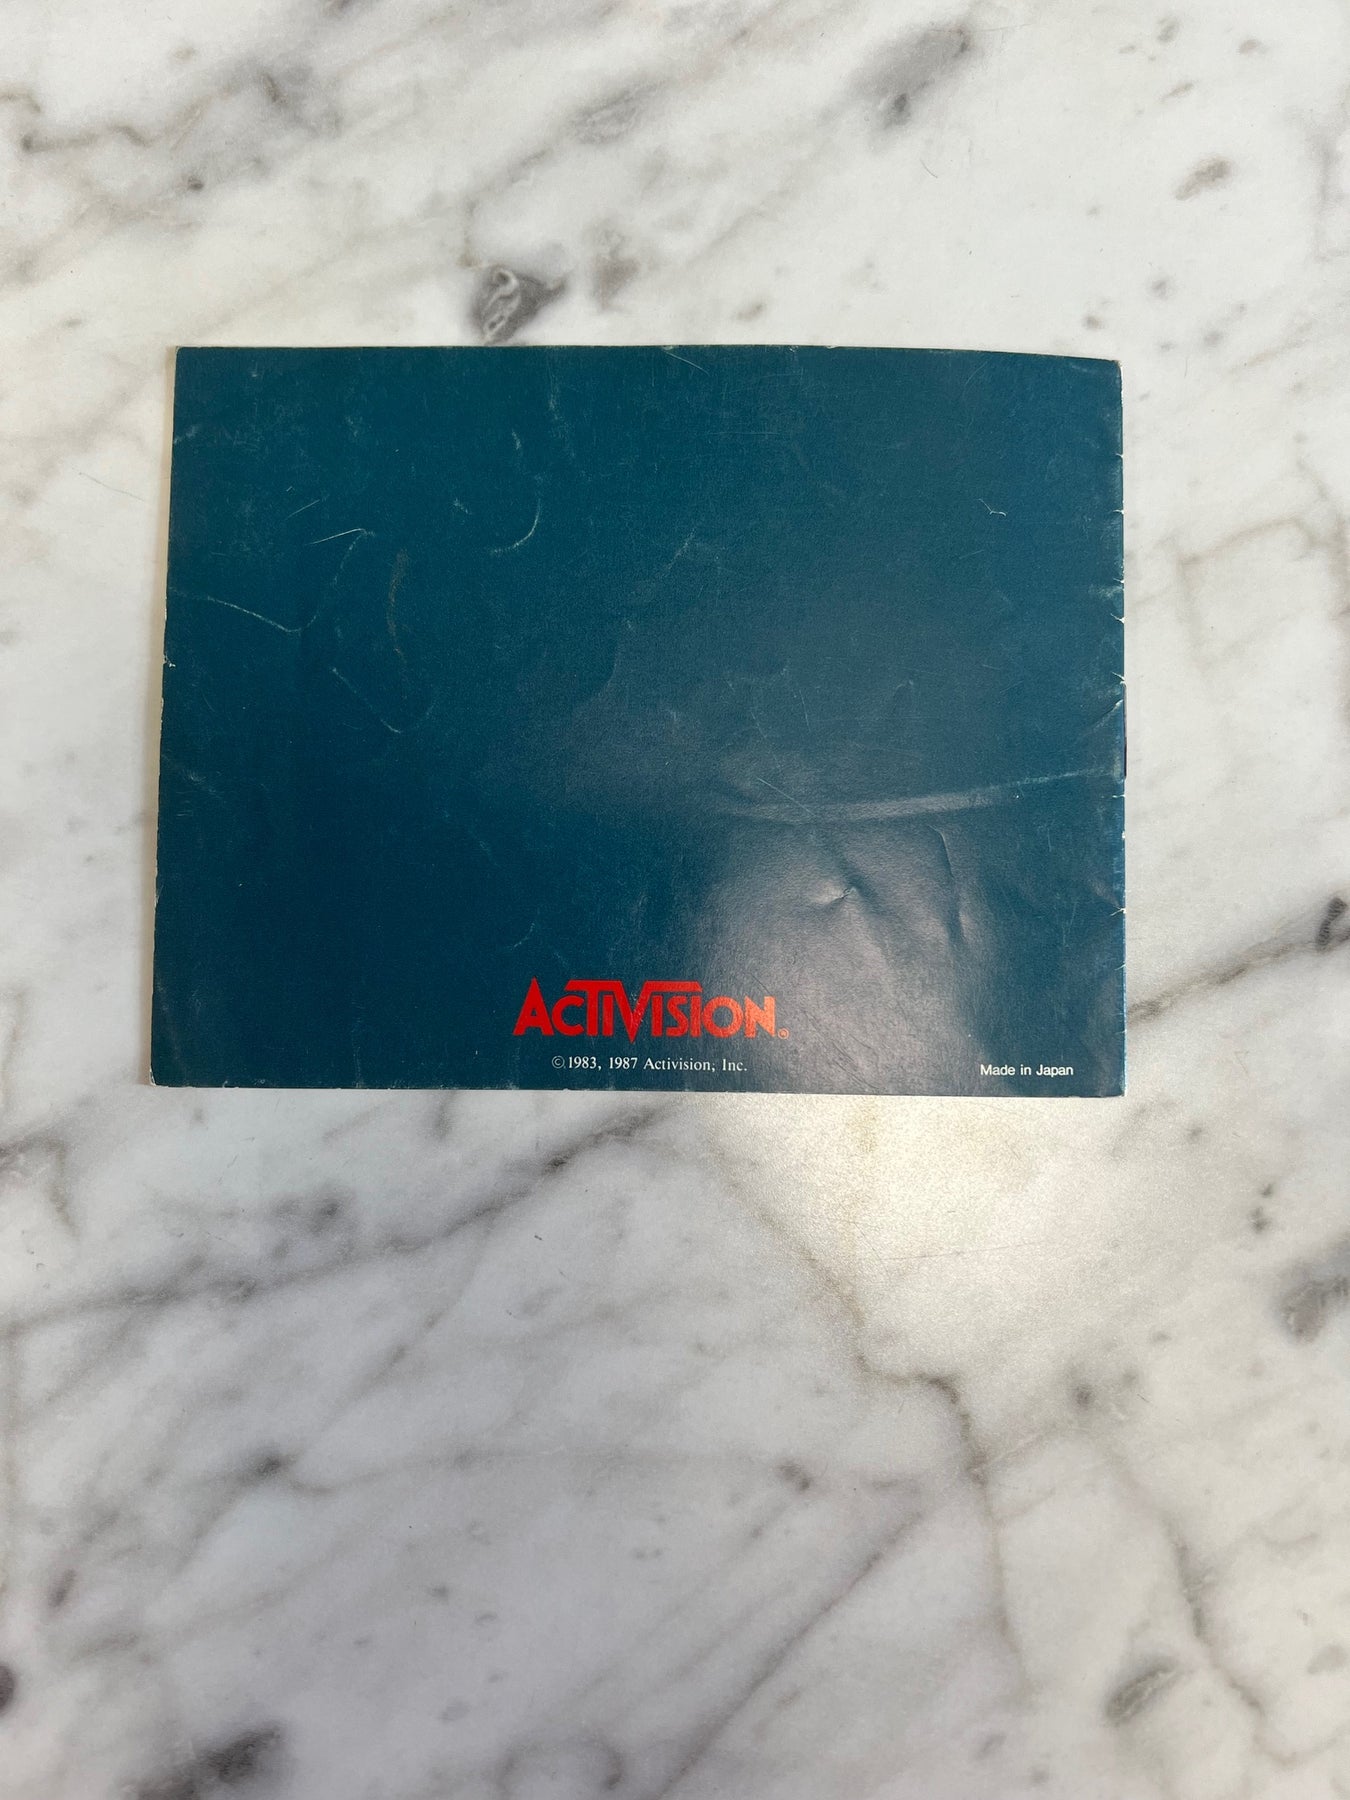 ACTIVISION®
©1983, 1987 Activision, Inc.
Made in Japan